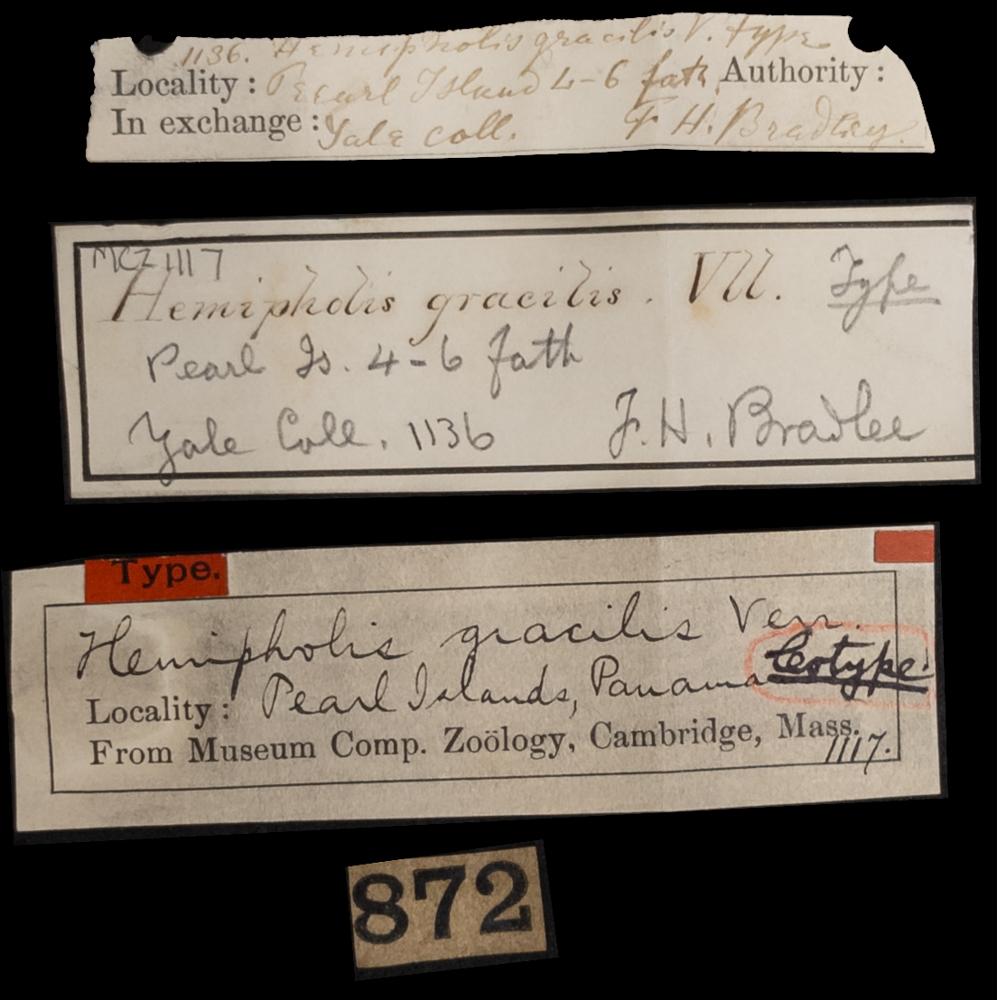 1136. Hemipholis gracilis V. type
Locality: Pearl Island 4-6 fath. Authority:
In exchange: Yale coll. F. H. Bradley.
MCZ 1117
Hemipholis gracilis. Vll. Type
Pearl Is. 4-6 fath
Yale Coll. 1136 F. H. Bradlee
Type.
Hemipholis gracilis Verr.
Cotype.
Locality: Pearl Islands, Panama
From Museum Comp. Zoölogy, Cambridge, Mass.
1117.
872